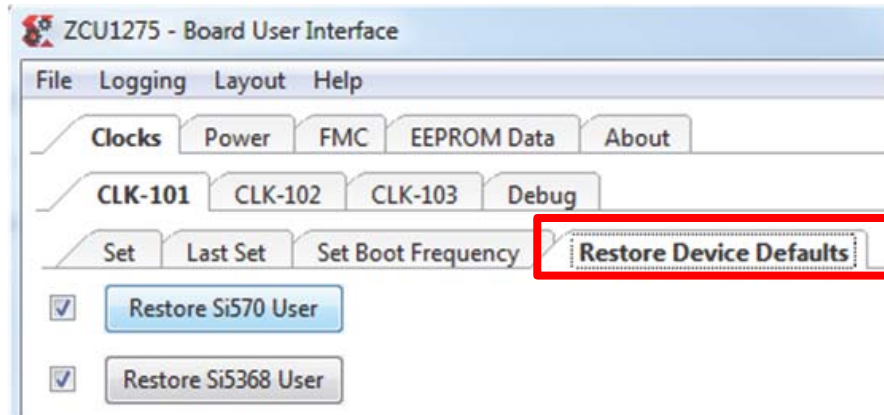 ZCU1275 - Board User Interface
File Logging Layout Help
Clocks Power FMC EEPROM Data About
CLK-101 CLK-102 CLK-103 Debug
Set Last Set Set Boot Frequency Restore Device Defaults
Restore Si570 User
Restore Si5368 User